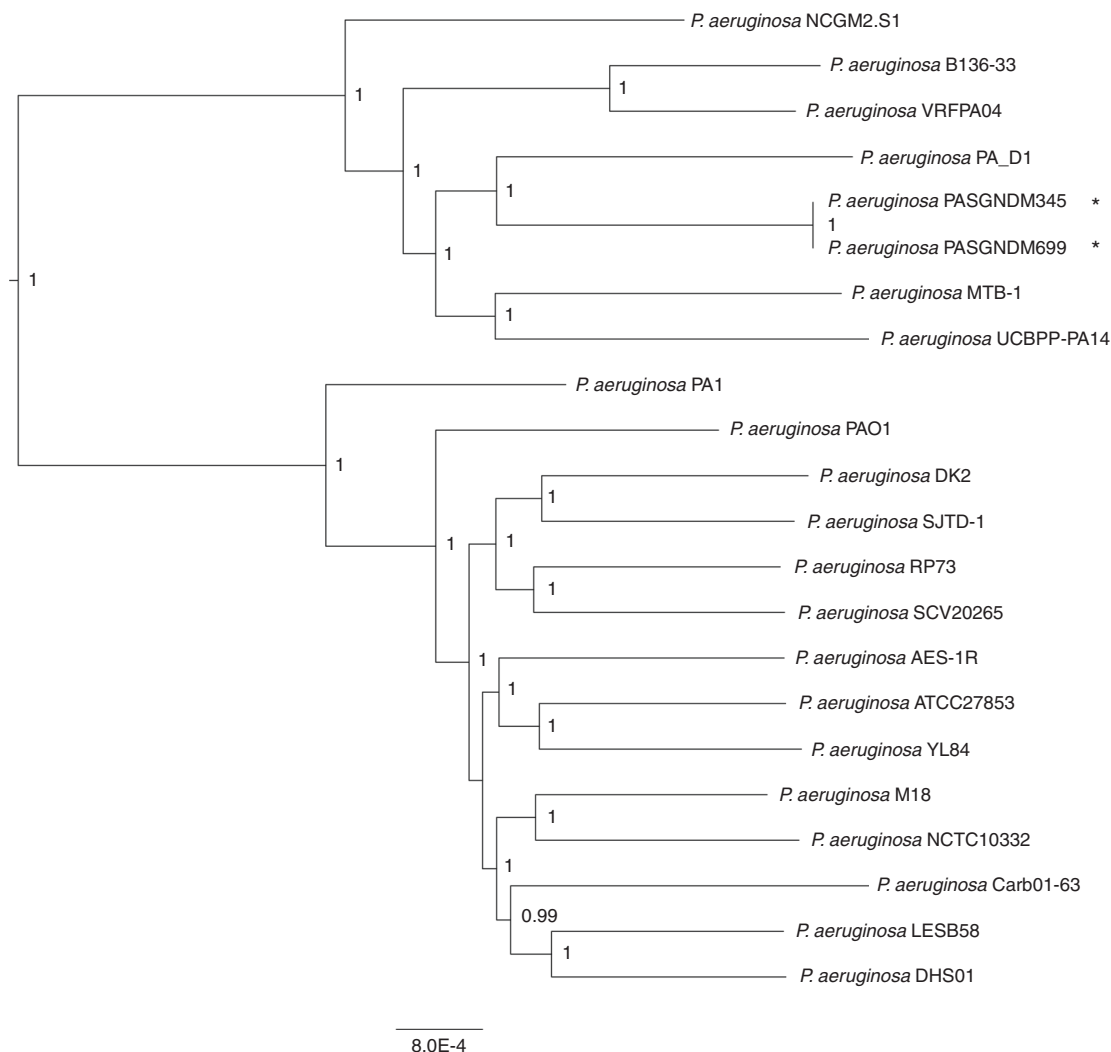 P. aeruginosa NCGM2.S1
P. aeruginosa B136-33
1
1
P. aeruginosa VRFPA04
P. aeruginosa PA_D1
1
1
P. aeruginosa PASGNDM345 *
1
P. aeruginosa PASGNDM699 *
1
1
P. aeruginosa MTB-1
1
P. aeruginosa UCBPP-PA14
P. aeruginosa PA1
P. aeruginosa PAO1
1
P. aeruginosa DK2
1
P. aeruginosa SJTD-1
1
1
P. aeruginosa RP73
1
P. aeruginosa SCV20265
P. aeruginosa AES-1R
1
1
P. aeruginosa ATCC27853
1
P. aeruginosa YL84
P. aeruginosa M18
1
P. aeruginosa NCTC10332
1
P. aeruginosa Carb01-63
0.99
P. aeruginosa LESB58
1
P. aeruginosa DHS01
8.0E-4